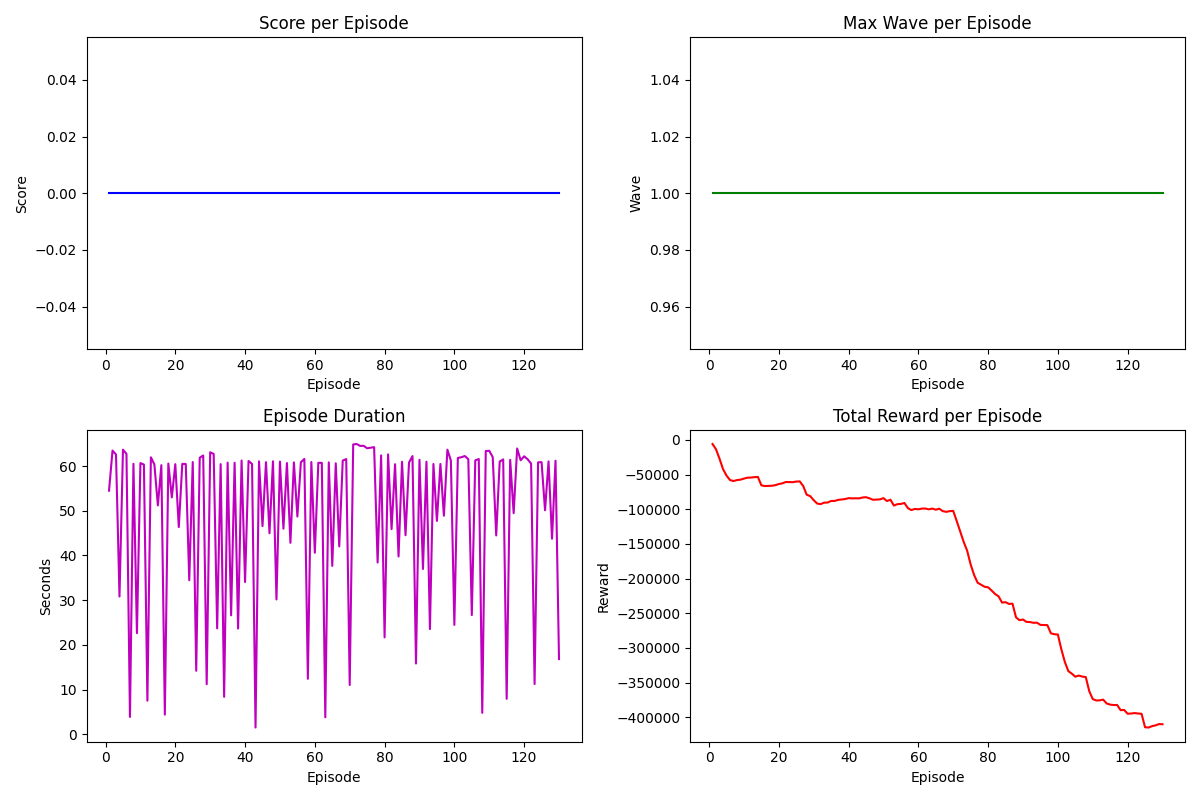 Score per Episode
Score
0.04
0.02
0.00
−0.02
−0.04
0 20 40 60 80 100 120
Episode
Max Wave per Episode
Wave
1.04
1.02
1.00
0.98
0.96
0 20 40 60 80 100 120
Episode
Episode Duration
Seconds
60
50
40
30
20
10
0
0 20 40 60 80 100 120
Episode
Total Reward per Episode
Reward
0
−50000
−100000
−150000
−200000
−250000
−300000
−350000
−400000
0 20 40 60 80 100 120
Episode